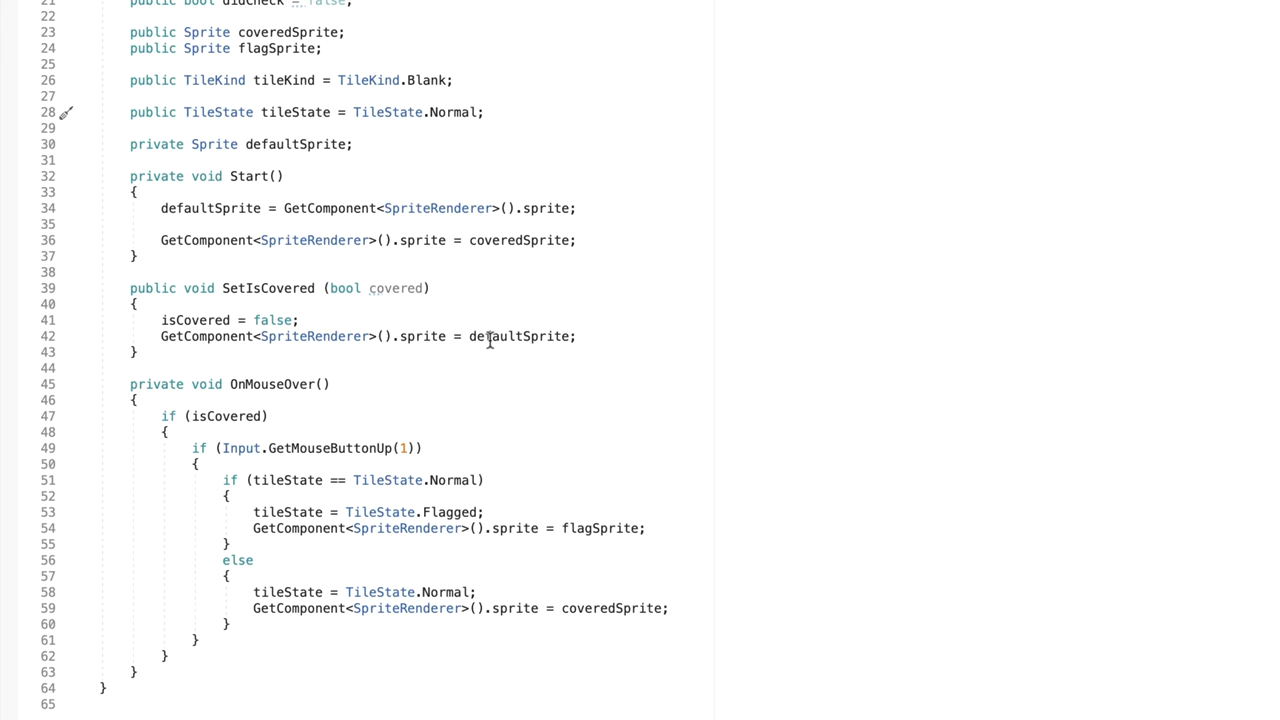 21 public bool didCheck = false;
22
23 public Sprite coveredSprite;
24 public Sprite flagSprite;
25
26 public TileKind tileKind = TileKind.Blank;
27
28 public TileState tileState = TileState.Normal;
29
30 private Sprite defaultSprite;
31
32 private void Start()
33 {
34 defaultSprite = GetComponent<SpriteRenderer>().sprite;
35
36 GetComponent<SpriteRenderer>().sprite = coveredSprite;
37 }
38
39 public void SetIsCovered (bool covered)
40 {
41 isCovered = false;
42 GetComponent<SpriteRenderer>().sprite = defaultSprite;
43 }
44
45 private void OnMouseOver()
46 {
47 if (isCovered)
48 {
49 if (Input.GetMouseButtonUp(1))
50 {
51 if (tileState == TileState.Normal)
52 {
53 tileState = TileState.Flagged;
54 GetComponent<SpriteRenderer>().sprite = flagSprite;
55 }
56 else
57 {
58 tileState = TileState.Normal;
59 GetComponent<SpriteRenderer>().sprite = coveredSprite;
60 }
61 }
62 }
63 }
64 }
65